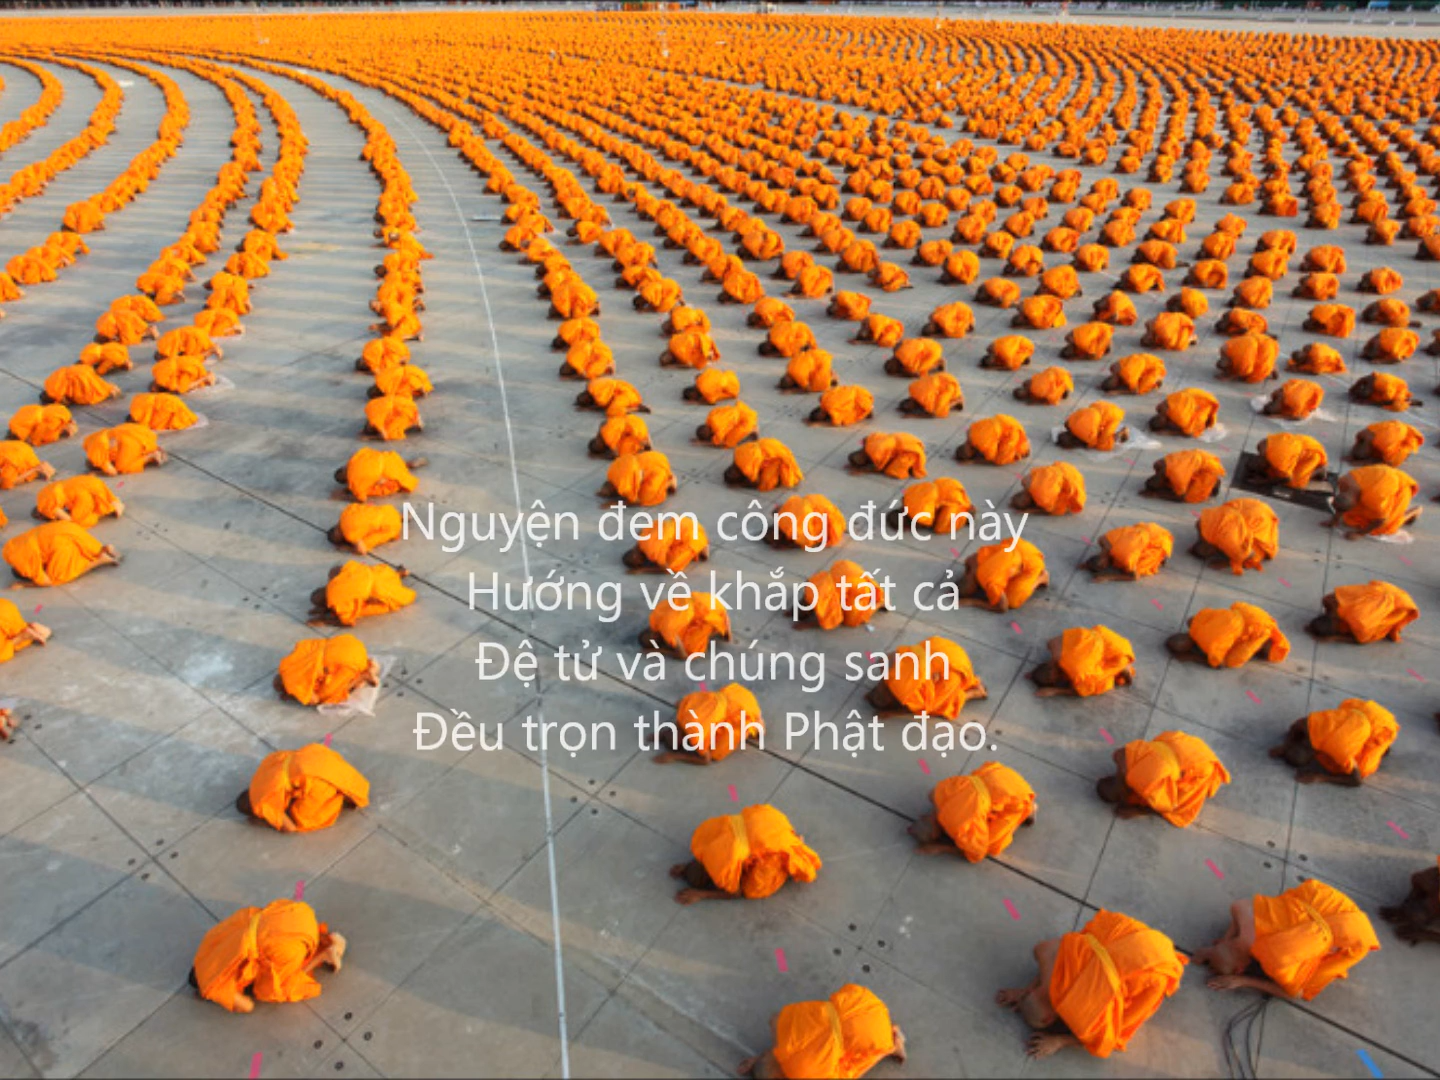 Nguyện đem công đức này
Hướng về khắp tất cả
Đệ tử và chúng sanh
Đều trọn thành Phật đạo.